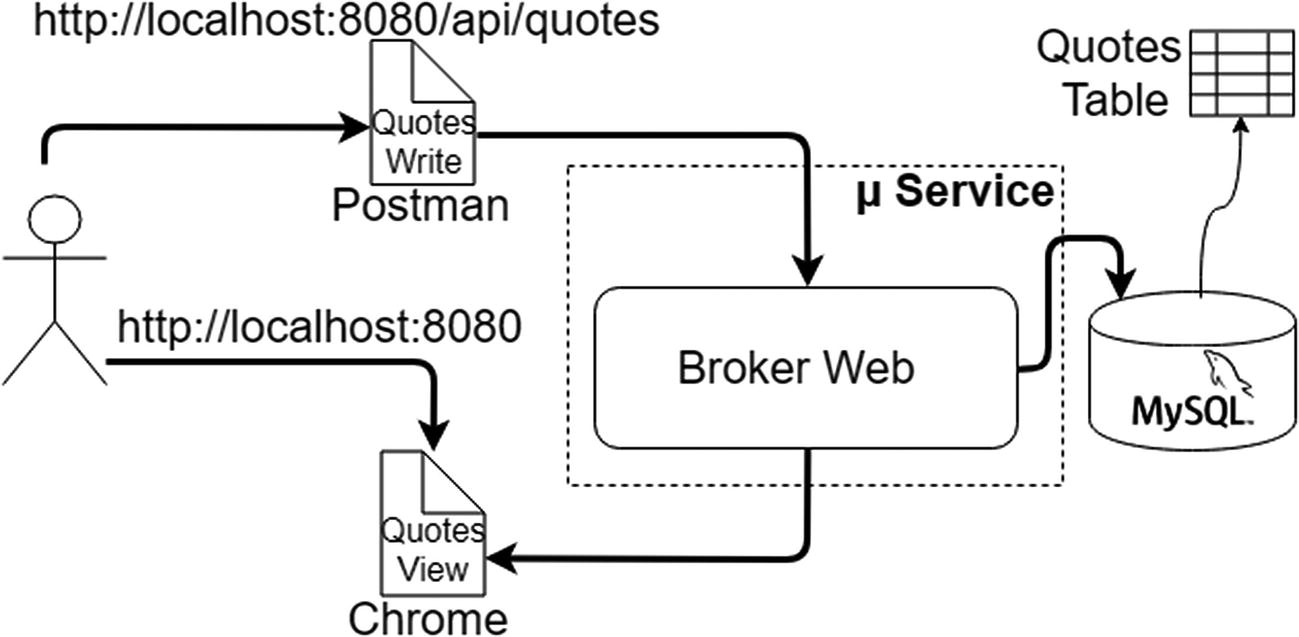 http://localhost:8080/api/quotes
Quotes
Write
Postman
Quotes
Table
µ Service
http://localhost:8080
Broker Web
MySQL™
Quotes
View
Chrome